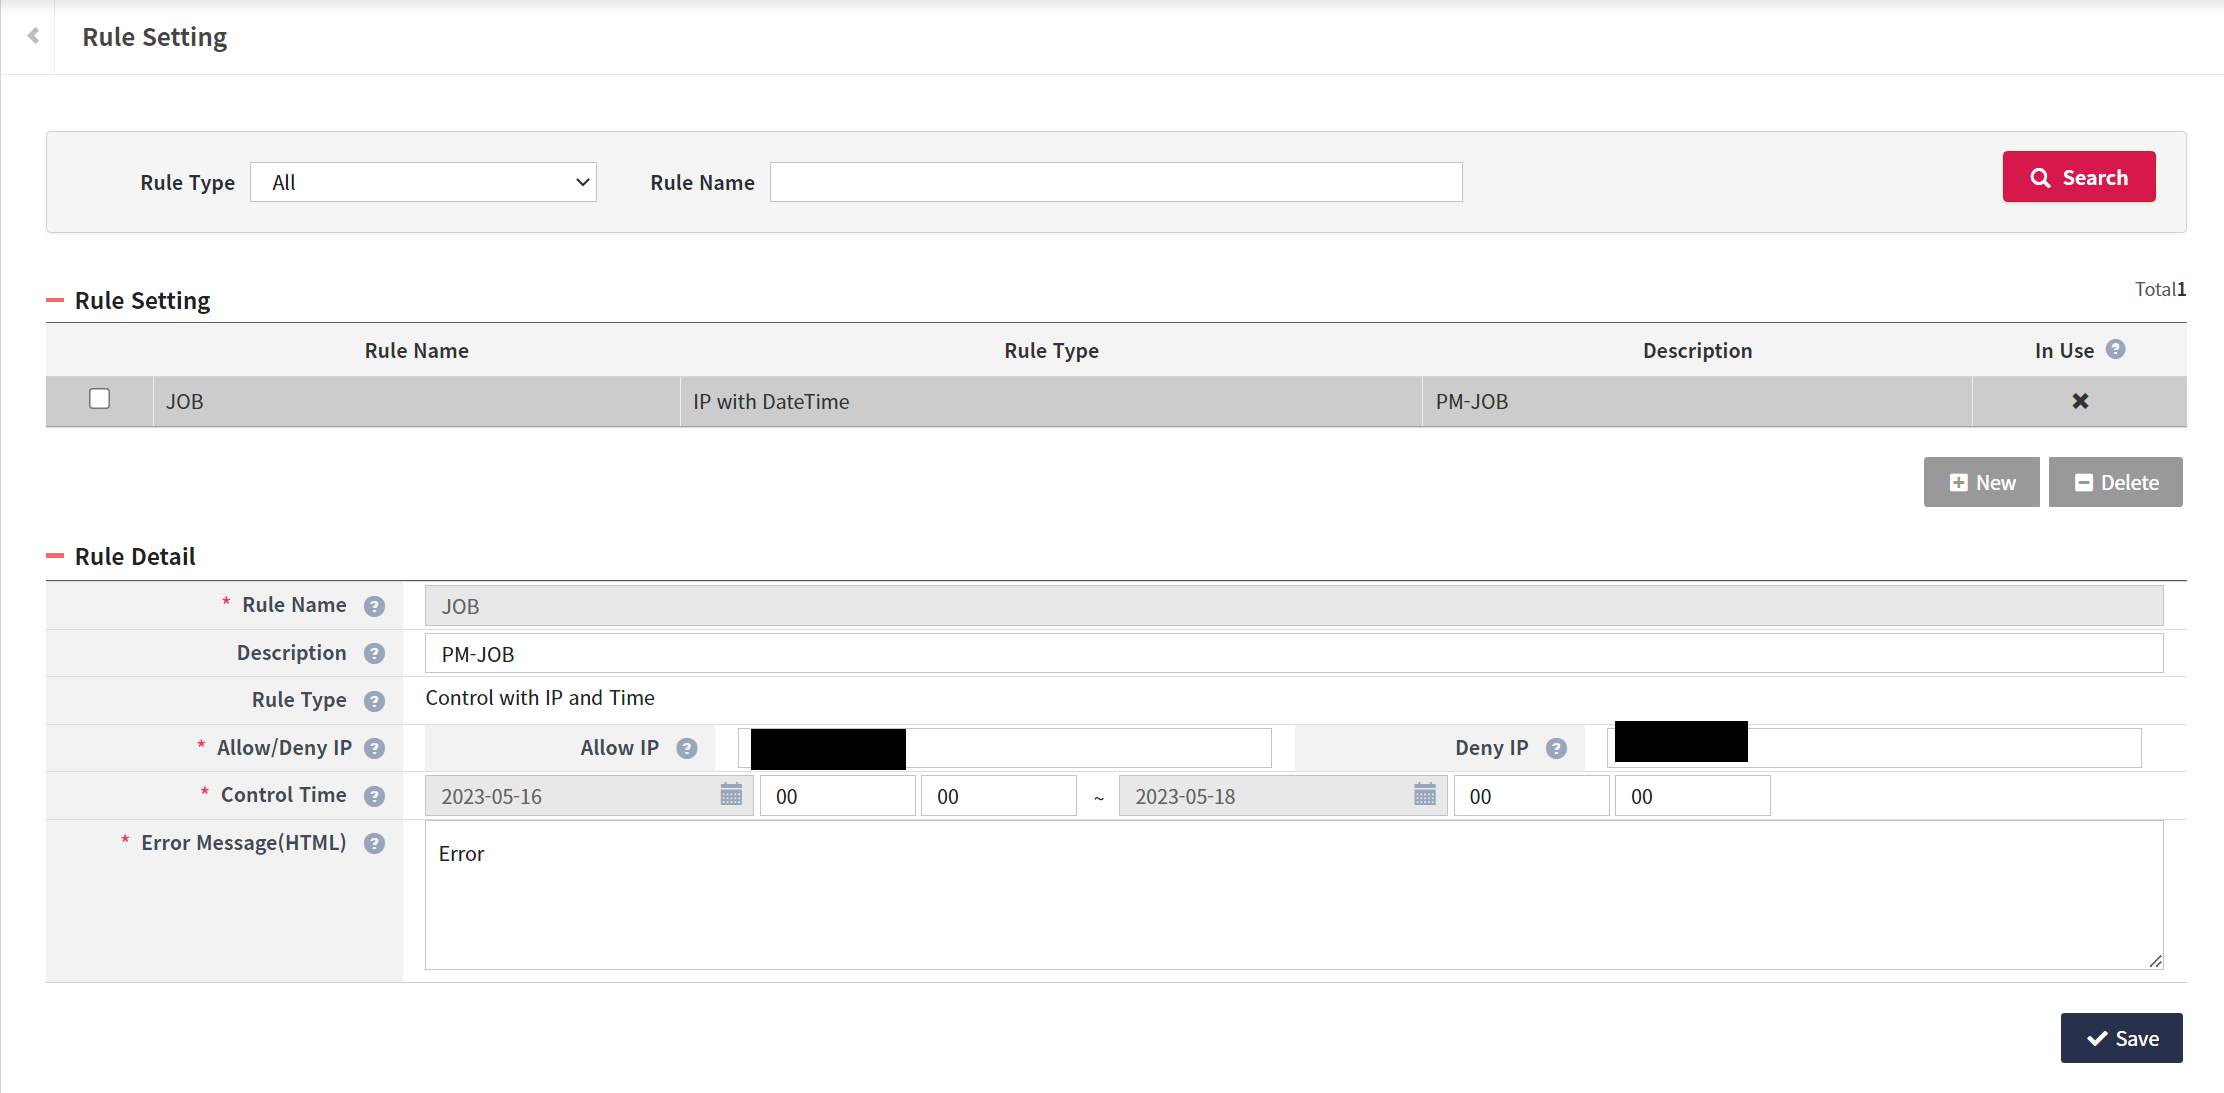 Rule Setting
Rule Type All Rule Name Search
Rule Setting Total1
Rule Name Rule Type Description In Use ?
JOB IP with DateTime PM-JOB
New Delete
Rule Detail
* Rule Name ? JOB
Description ? PM-JOB
Rule Type ? Control with IP and Time
* Allow/Deny IP ? Allow IP ? Deny IP ?
* Control Time ? 2023-05-16 00 00 ~ 2023-05-18 00 00
* Error Message(HTML) ? Error
Save